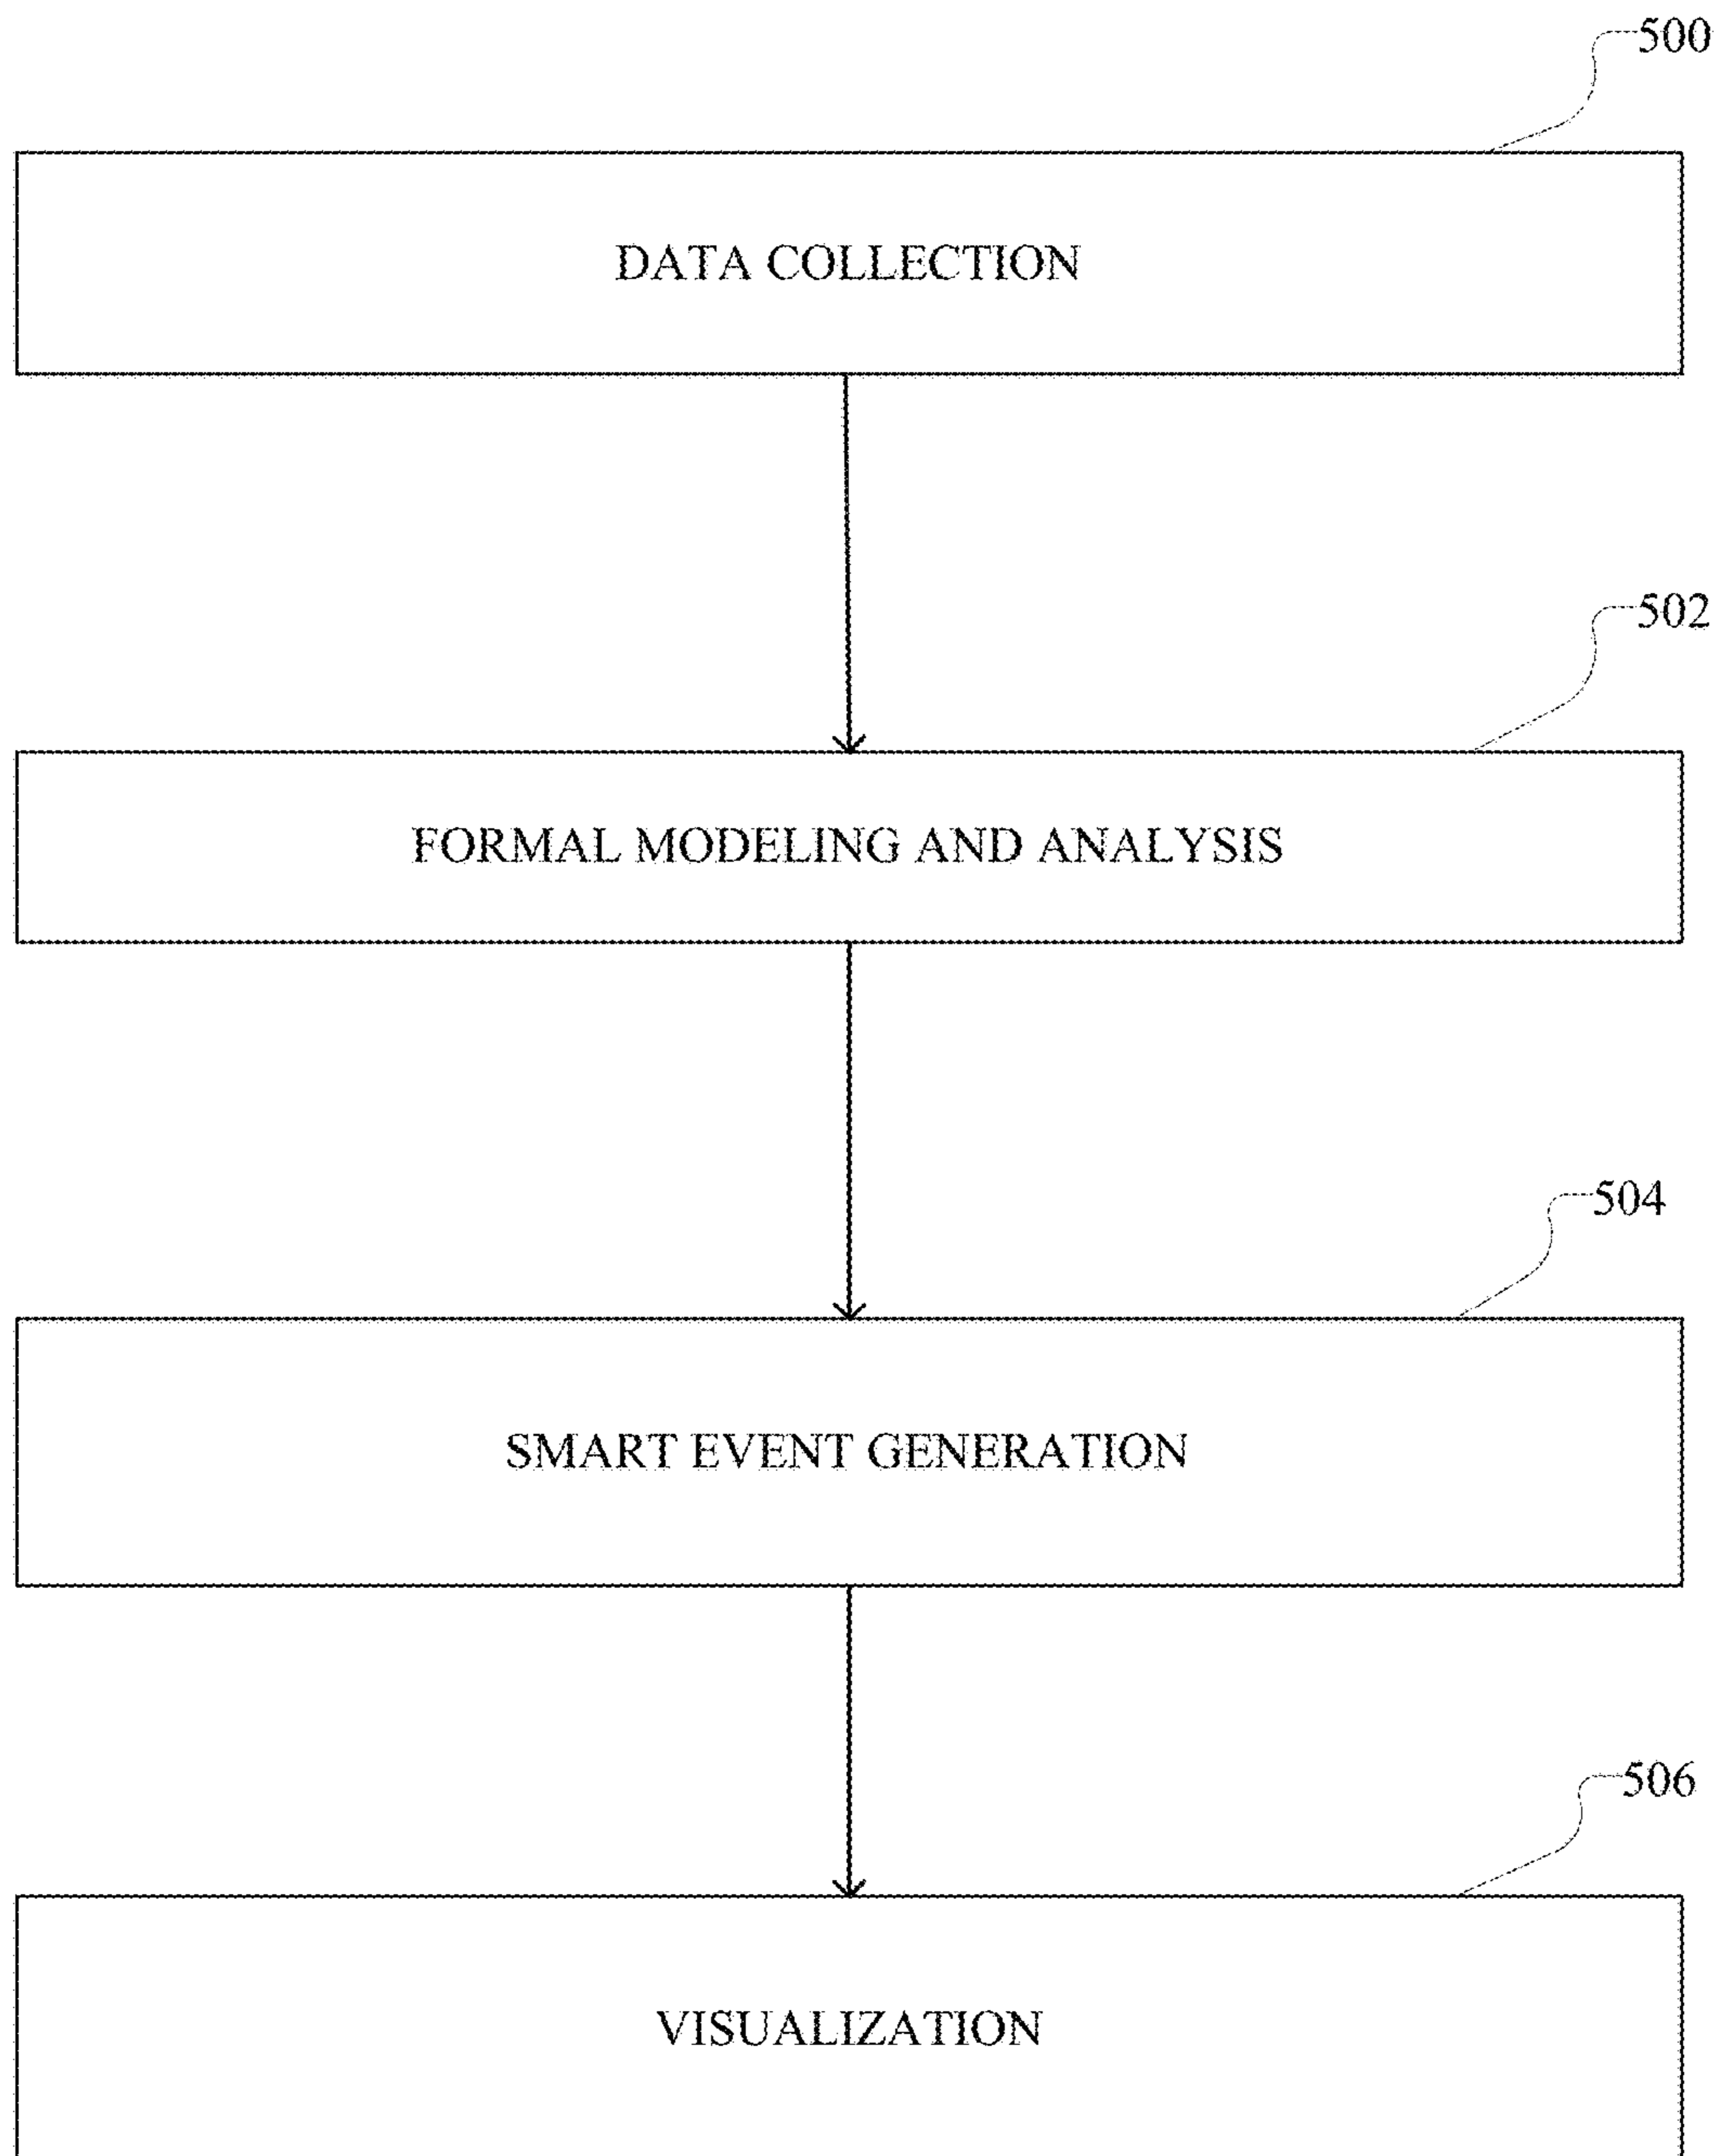 500
DATA COLLECTION
502
FORMAL MODELING AND ANALYSIS
504
SMART EVENT GENERATION
506
VISUALIZATION